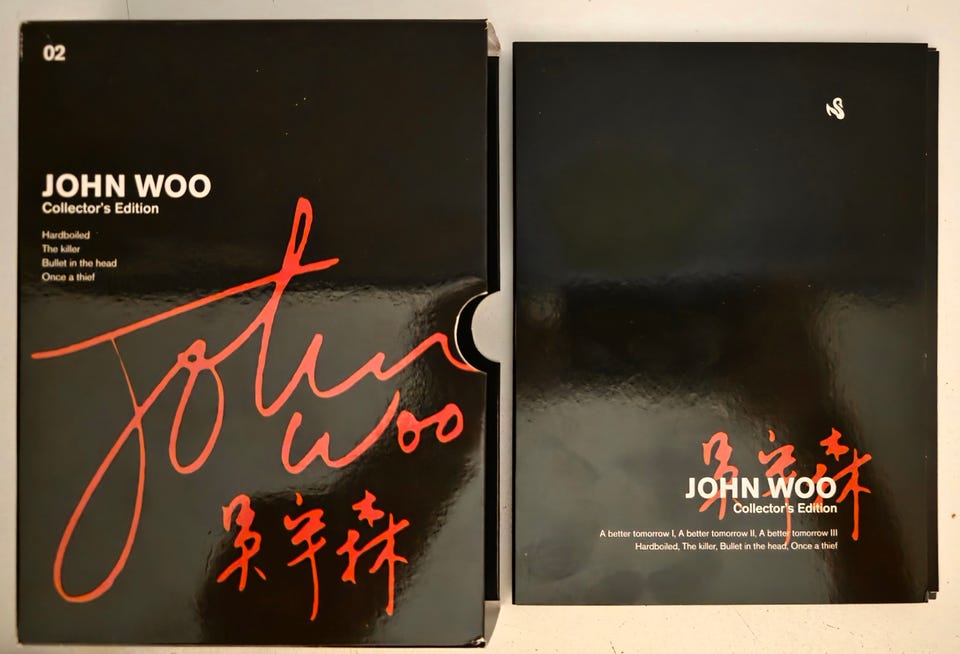 02
JOHN WOO
Collector's Edition
Hardboiled
The killer
Bullet in the head
Once a thief
John
Woo
吳宇森
吳宇森
JOHN WOO
Collector's Edition
A better tomorrow I, A better tomorrow II, A better tomorrow III
Hardboiled, The killer, Bullet in the head, Once a thief